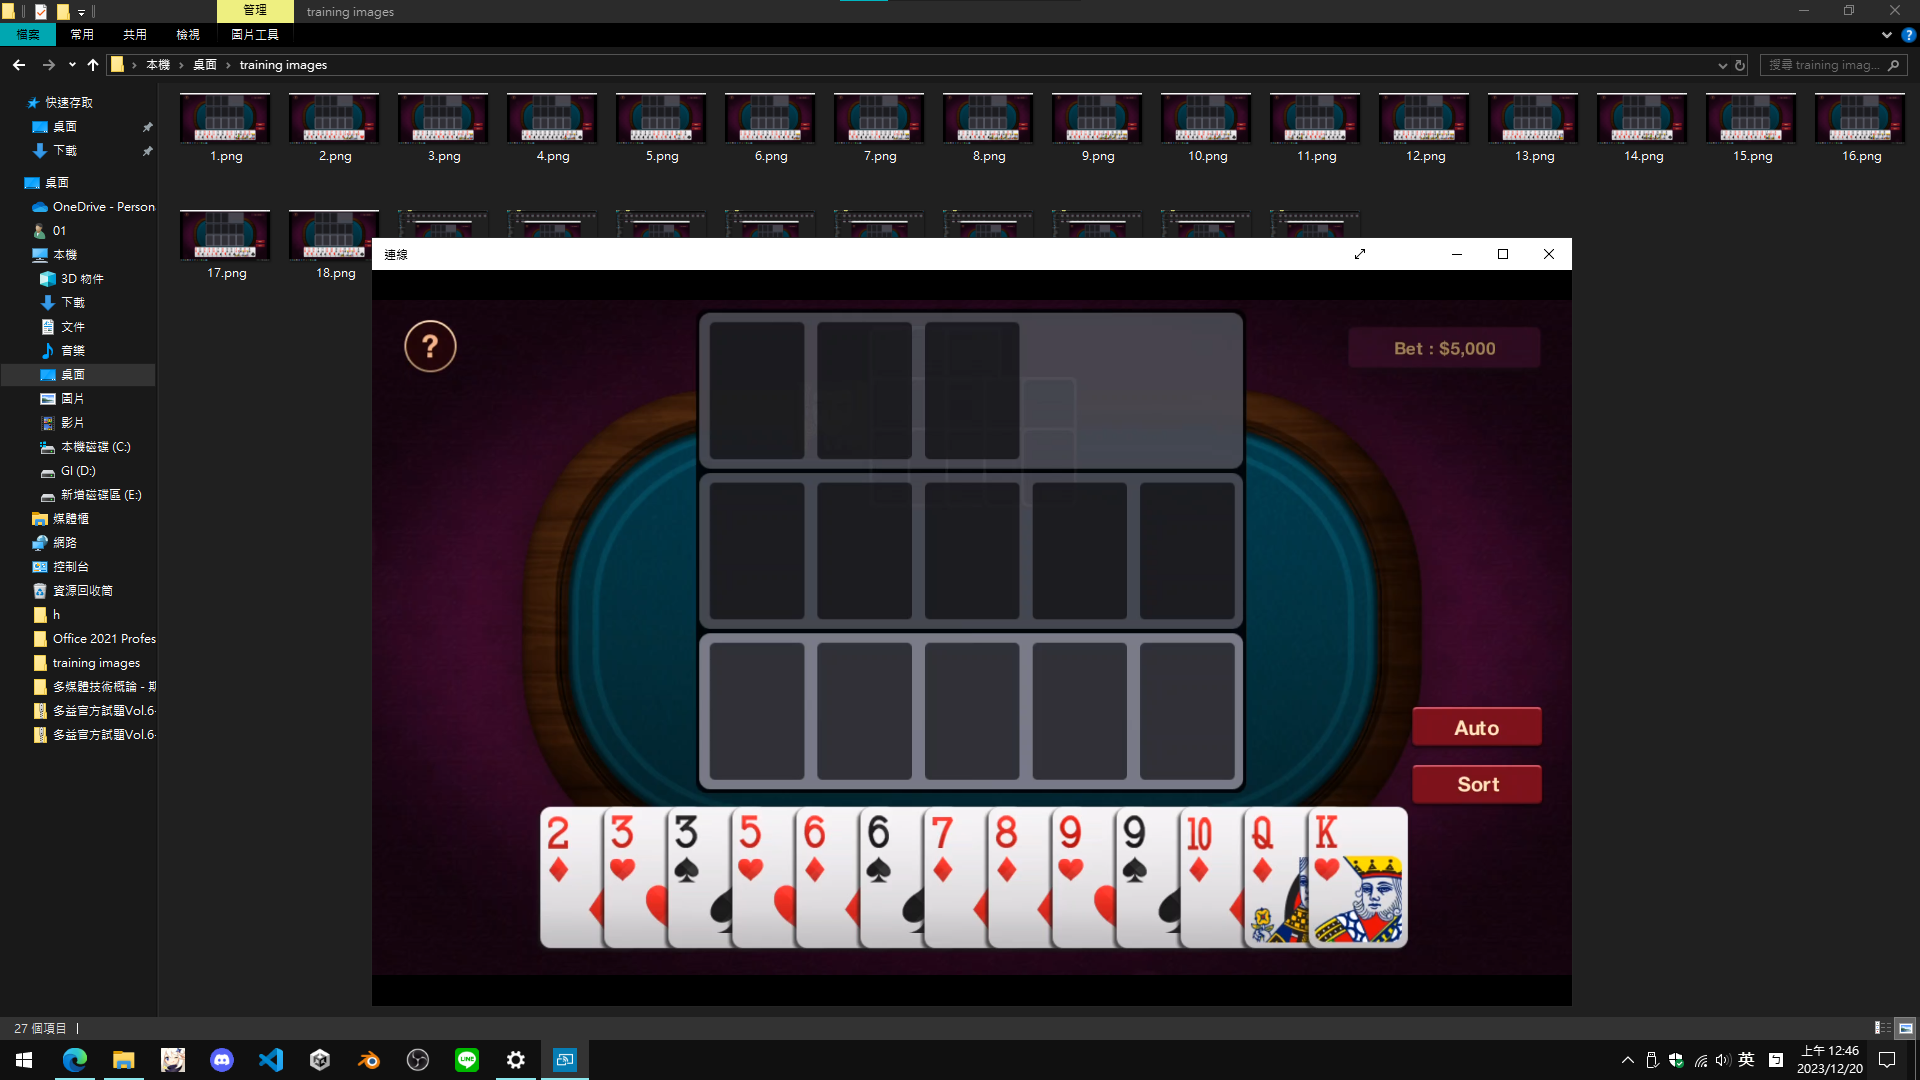 管理
training images
檔案
常用
共用
檢視
圖片工具
本機 › 桌面 › training images
搜尋 training imag...
快速存取
桌面
下載
桌面
OneDrive - Person
01
本機
3D 物件
下載
文件
音樂
桌面
圖片
影片
本機磁碟 (C:)
GI (D:)
新增磁碟區 (E:)
媒體櫃
網路
控制台
資源回收筒
h
Office 2021 Profes
training images
多媒體技術概論 - 期
多益官方試題Vol.6-
多益官方試題Vol.6-
1.png
2.png
3.png
4.png
5.png
6.png
7.png
8.png
9.png
10.png
11.png
12.png
13.png
14.png
15.png
16.png
17.png
18.png
連線
?
Bet : $5,000
Auto
Sort
2
3
3
5
6
6
7
8
9
9
10
Q
K
27 個項目
LINE
英
上午 12:46
2023/12/20